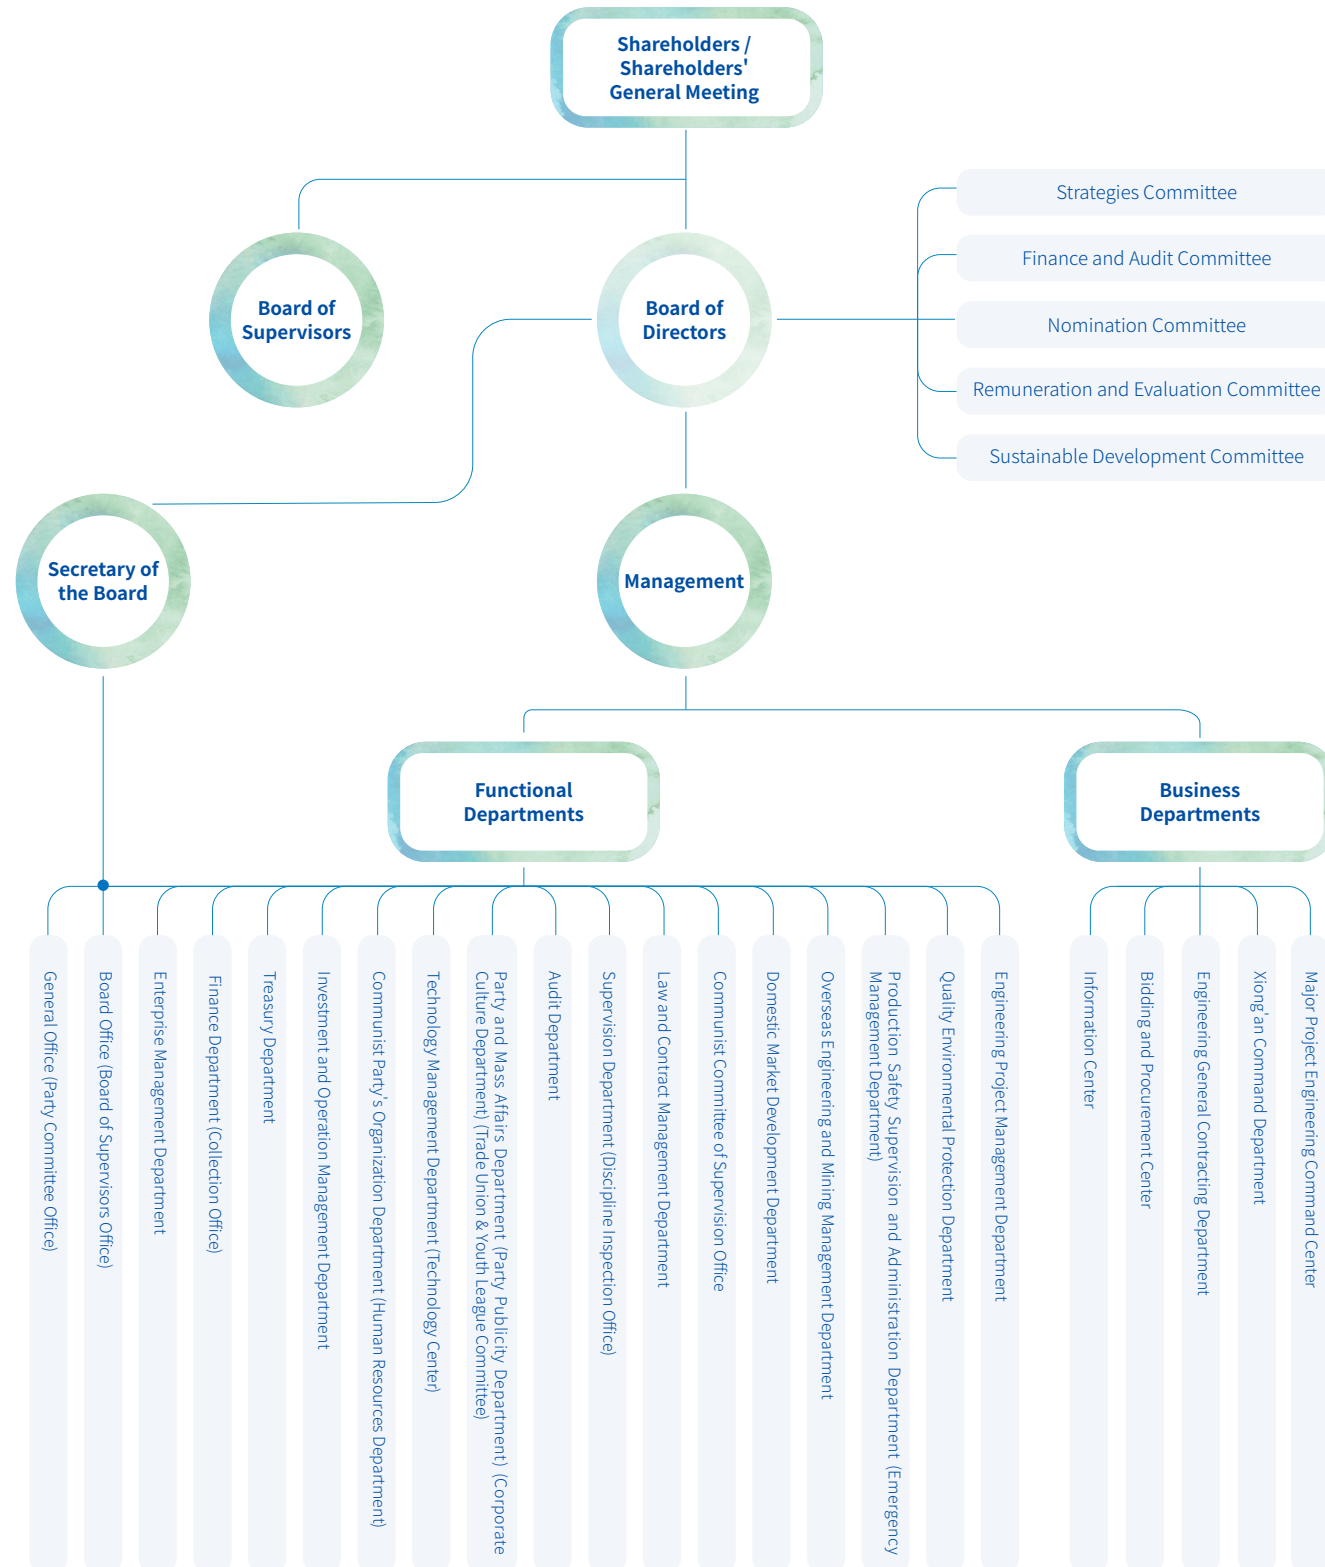 Shareholders /
Shareholders'
General Meeting
Strategies Committee
Finance and Audit Committee
Nomination Committee
Remuneration and Evaluation Committee
Sustainable Development Committee
Board of
Supervisors
Board of
Directors
Secretary of
the Board
Management
Functional
Departments
Business
Departments
General Office (Party Committee Office)
Board Office (Board of Supervisors Office)
Enterprise Management Department
Finance Department (Collection Office)
Treasury Department
Investment and Operation Management Department
Communist Party's Organization Department (Human Resources Department)
Technology Management Department (Technology Center)
Party and Mass Affairs Department (Party Publicity Department) (Corporate
Culture Department) (Trade Union & Youth League Committee)
Audit Department
Supervision Department (Discipline Inspection Office)
Law and Contract Management Department
Communist Committee of Supervision Office
Domestic Market Development Department
Overseas Engineering and Mining Management Department
Production Safety Supervision and Administration Department (Emergency
Management Department)
Quality Environmental Protection Department
Engineering Project Management Department
Information Center
Bidding and Procurement Center
Engineering General Contracting Department
Xiong'an Command Department
Major Project Engineering Command Center